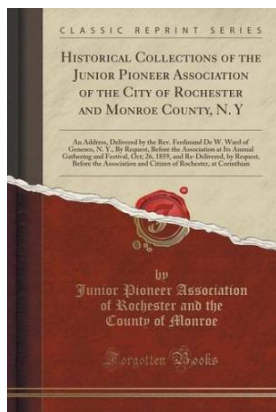 CLASSIC REPRINT SERIES
HISTORICAL COLLECTIONS OF THE
JUNIOR PIONEER ASSOCIATION
OF THE CITY OF ROCHESTER
AND MONROE COUNTY, N. Y
An Address, Delivered by the Rev. Ferdinand De W. Ward of
Genesco, N. Y., By Request, Before the Association at Its Annual
Gathering and Festival, Oct; 26, 1859, and Re-Delivered, by Request,
Before the Association and Citizen of Rochester, at Corinthian
by
Junior Pioneer Association
of Rochester and the
County of Monroe
Forgotten Books